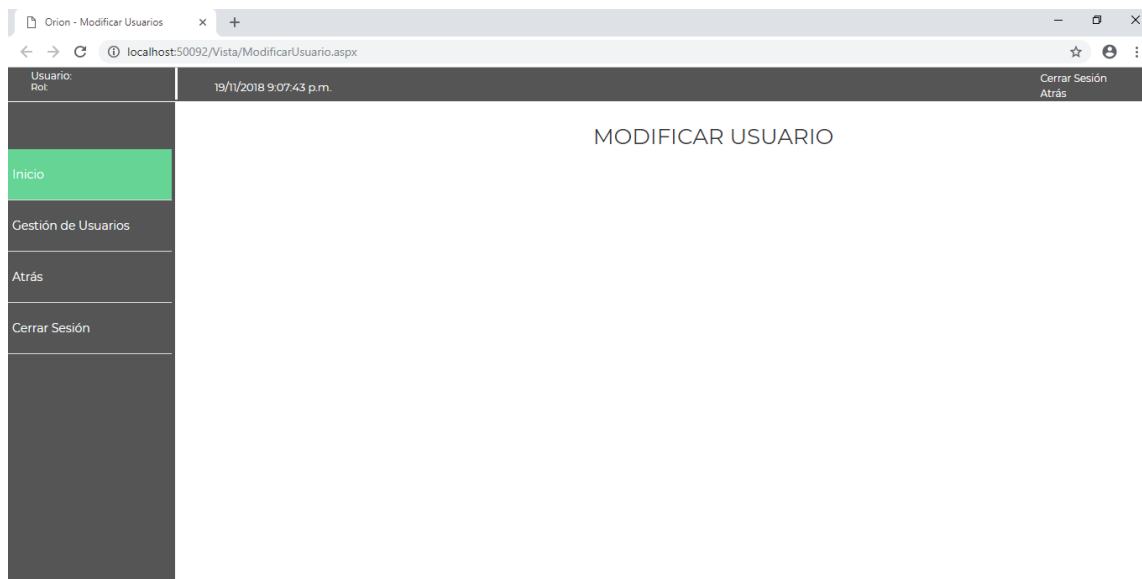 Orion - Modificar Usuarios
localhost:50092/Vista/ModificarUsuario.aspx
Usuario:
Rol:
19/11/2018 9:07:43 p.m.
Cerrar Sesión
Atrás
MODIFICAR USUARIO
Inicio
Gestión de Usuarios
Atrás
Cerrar Sesión